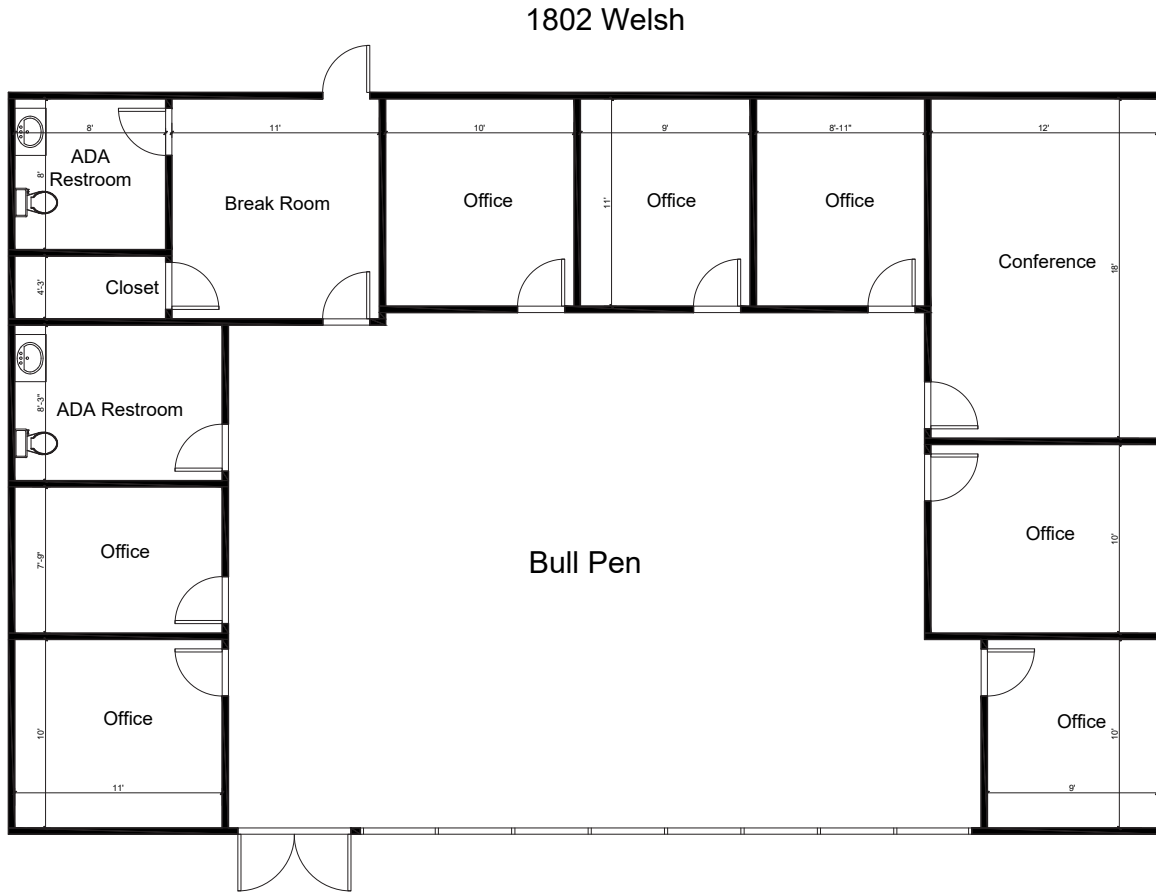 1802 Welsh
8'
11'
10'
9'
8'-11"
12'
ADA
Restroom
8'
Break Room
Office
Office
11'
Office
Conference
18'
Closet
4'-3'
ADA Restroom
8'-3"
Office
7'-9"
Bull Pen
Office
10'
Office
10'
11'
Office
10'
9'